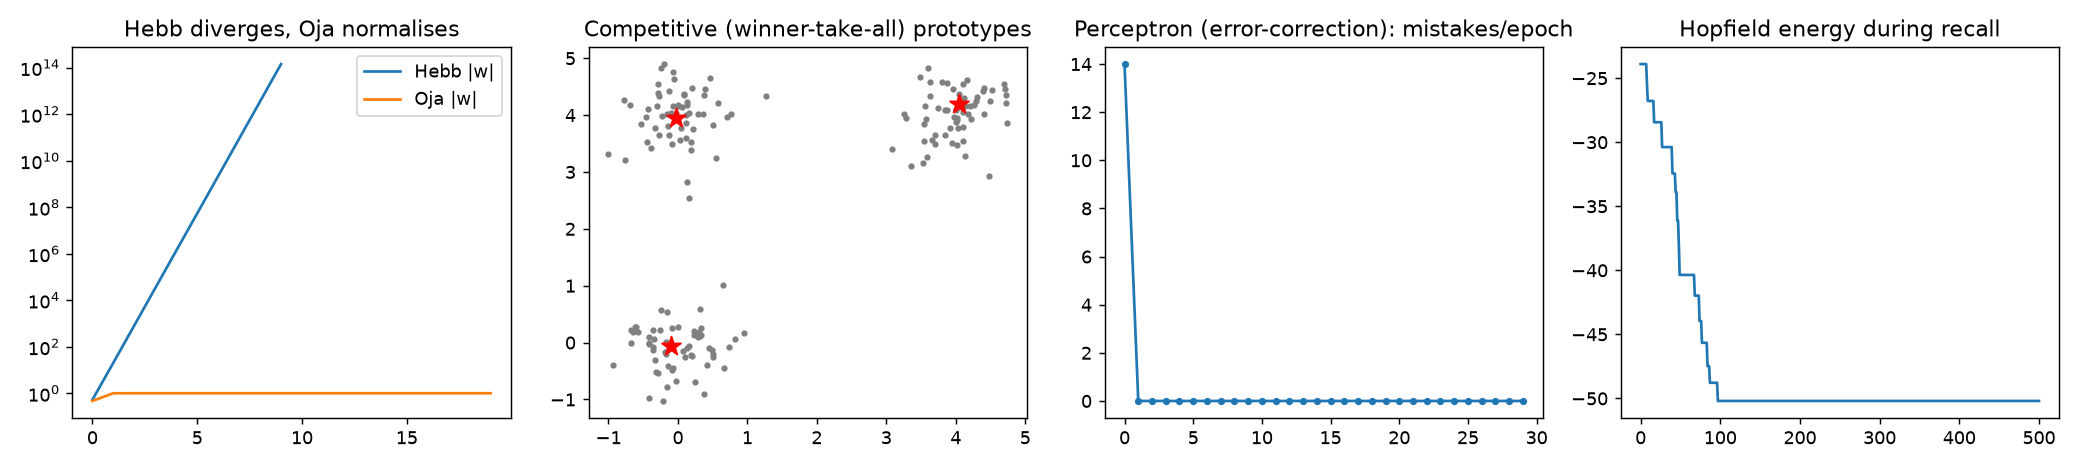 Hebb diverges, Oja normalises
10^14
10^12
10^10
10^8
10^6
10^4
10^2
10^0
0 5 10 15
Hebb |w|
Oja |w|
Competitive (winner-take-all) prototypes
5
4
3
2
1
0
−1
−1 0 1 2 3 4 5
Perceptron (error-correction): mistakes/epoch
14
12
10
8
6
4
2
0
0 5 10 15 20 25 30
Hopfield energy during recall
−25
−30
−35
−40
−45
−50
0 100 200 300 400 500